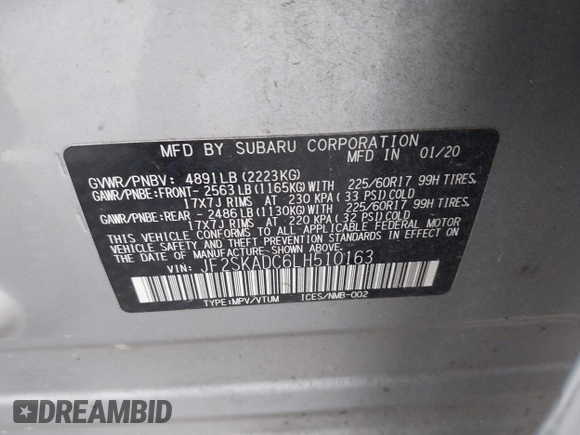 MFD BY SUBARU CORPORATION
MFD IN 01/20
GVWR/PNBV: 4891LB (2223KG)
GAWR/PNBE:FRONT- 2563LB(1165KG)WITH 225/60R17 99H TIRES,
17X7J RIMS AT 230 KPA (33 PSI)COLD
GAWR/PNBE:REAR -2486LB(1130KG)WITH 225/60R17 99H TIRES,
17X7J RIMS AT 220 KPA (32 PSI)COLD
THIS VEHICLE CONFORMS TO ALL APPLICABLE FEDERAL MOTOR
VEHICLE SAFETY AND THEFT PREVENTION STANDARDS IN EFFECT ON
THE DATE OF MANUFACTURE SHOWN ABOVE.
VIN: JF2SKADC6LH510163
TYPE:MPV/VTUM ICES/NMB-002
DREAMBID